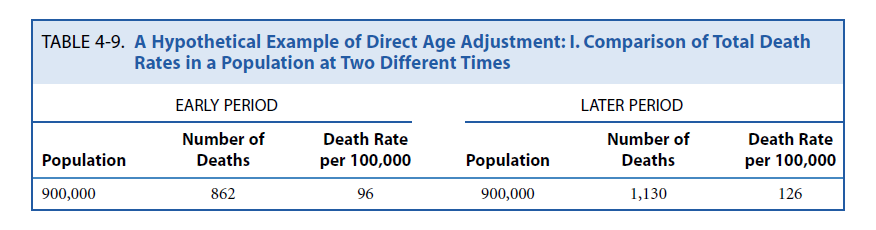 TABLE 4-9. A Hypothetical Example of Direct Age Adjustment: I. Comparison of Total Death
Rates in a Population at Two Different Times
EARLY PERIOD LATER PERIOD
Number of Death Rate Number of Death Rate
Population Deaths per 100,000 Population Deaths per 100,000
900,000 862 96 900,000 1,130 126